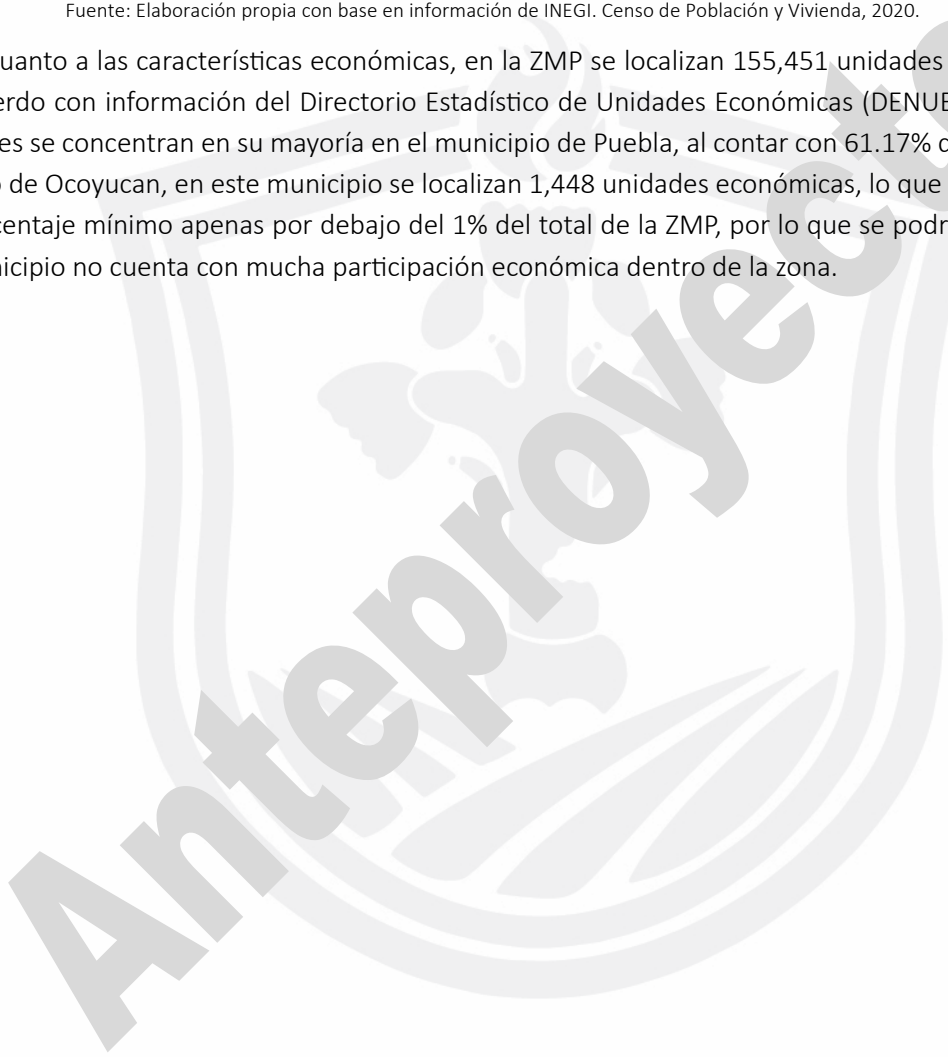 Fuente: Elaboración propia con base en información de INEGI. Censo de Población y Vivienda, 2020.
uanto a las características económicas, en la ZMP se localizan 155,451 unidades
erdo con información del Directorio Estadístico de Unidades Económicas (DENUE
es se concentran en su mayoría en el municipio de Puebla, al contar con 61.17%
o de Ocoyucan, en este municipio se localizan 1,448 unidades económicas, lo que
centaje mínimo apenas por debajo del 1% del total de la ZMP, por lo que se podr
nicipio no cuenta con mucha participación económica dentro de la zona.
Anteproyecto